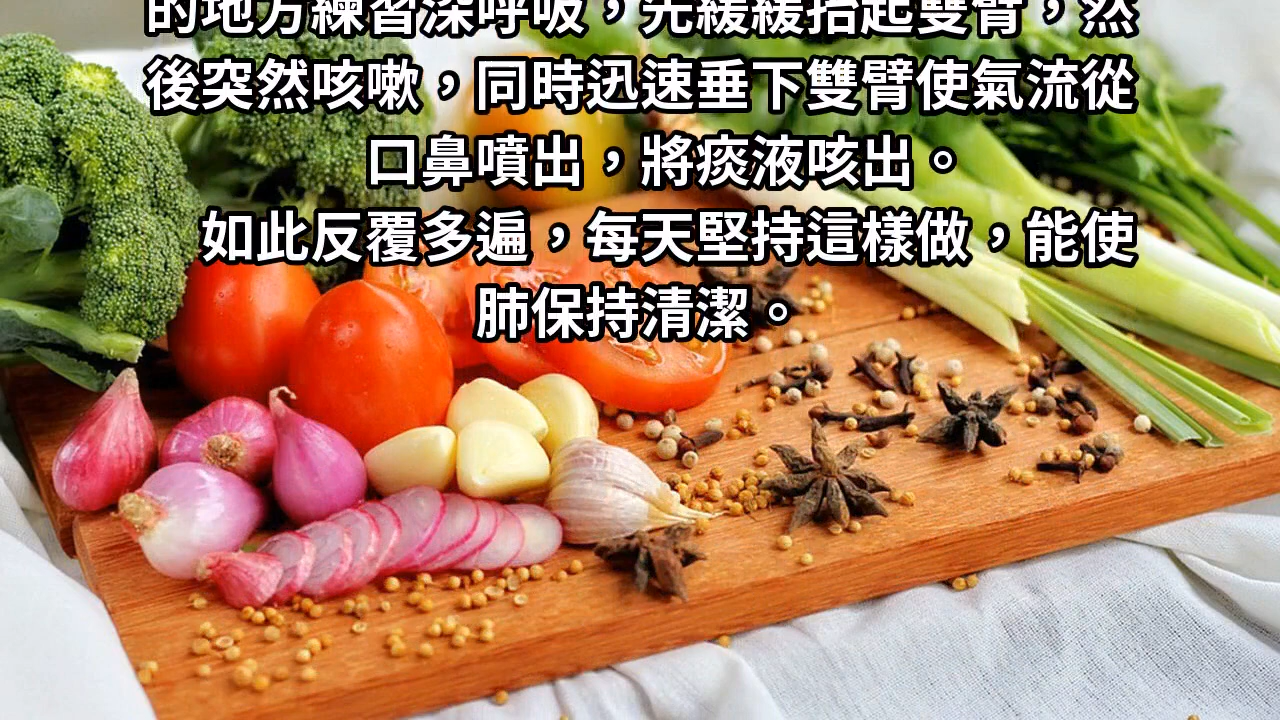 的地方練習深呼吸，先緩緩抬起雙臂，然
後突然咳嗽，同時迅速垂下雙臂使氣流從
口鼻噴出，將痰液咳出。
如此反覆多遍，每天堅持這樣做，能使
肺保持清潔。